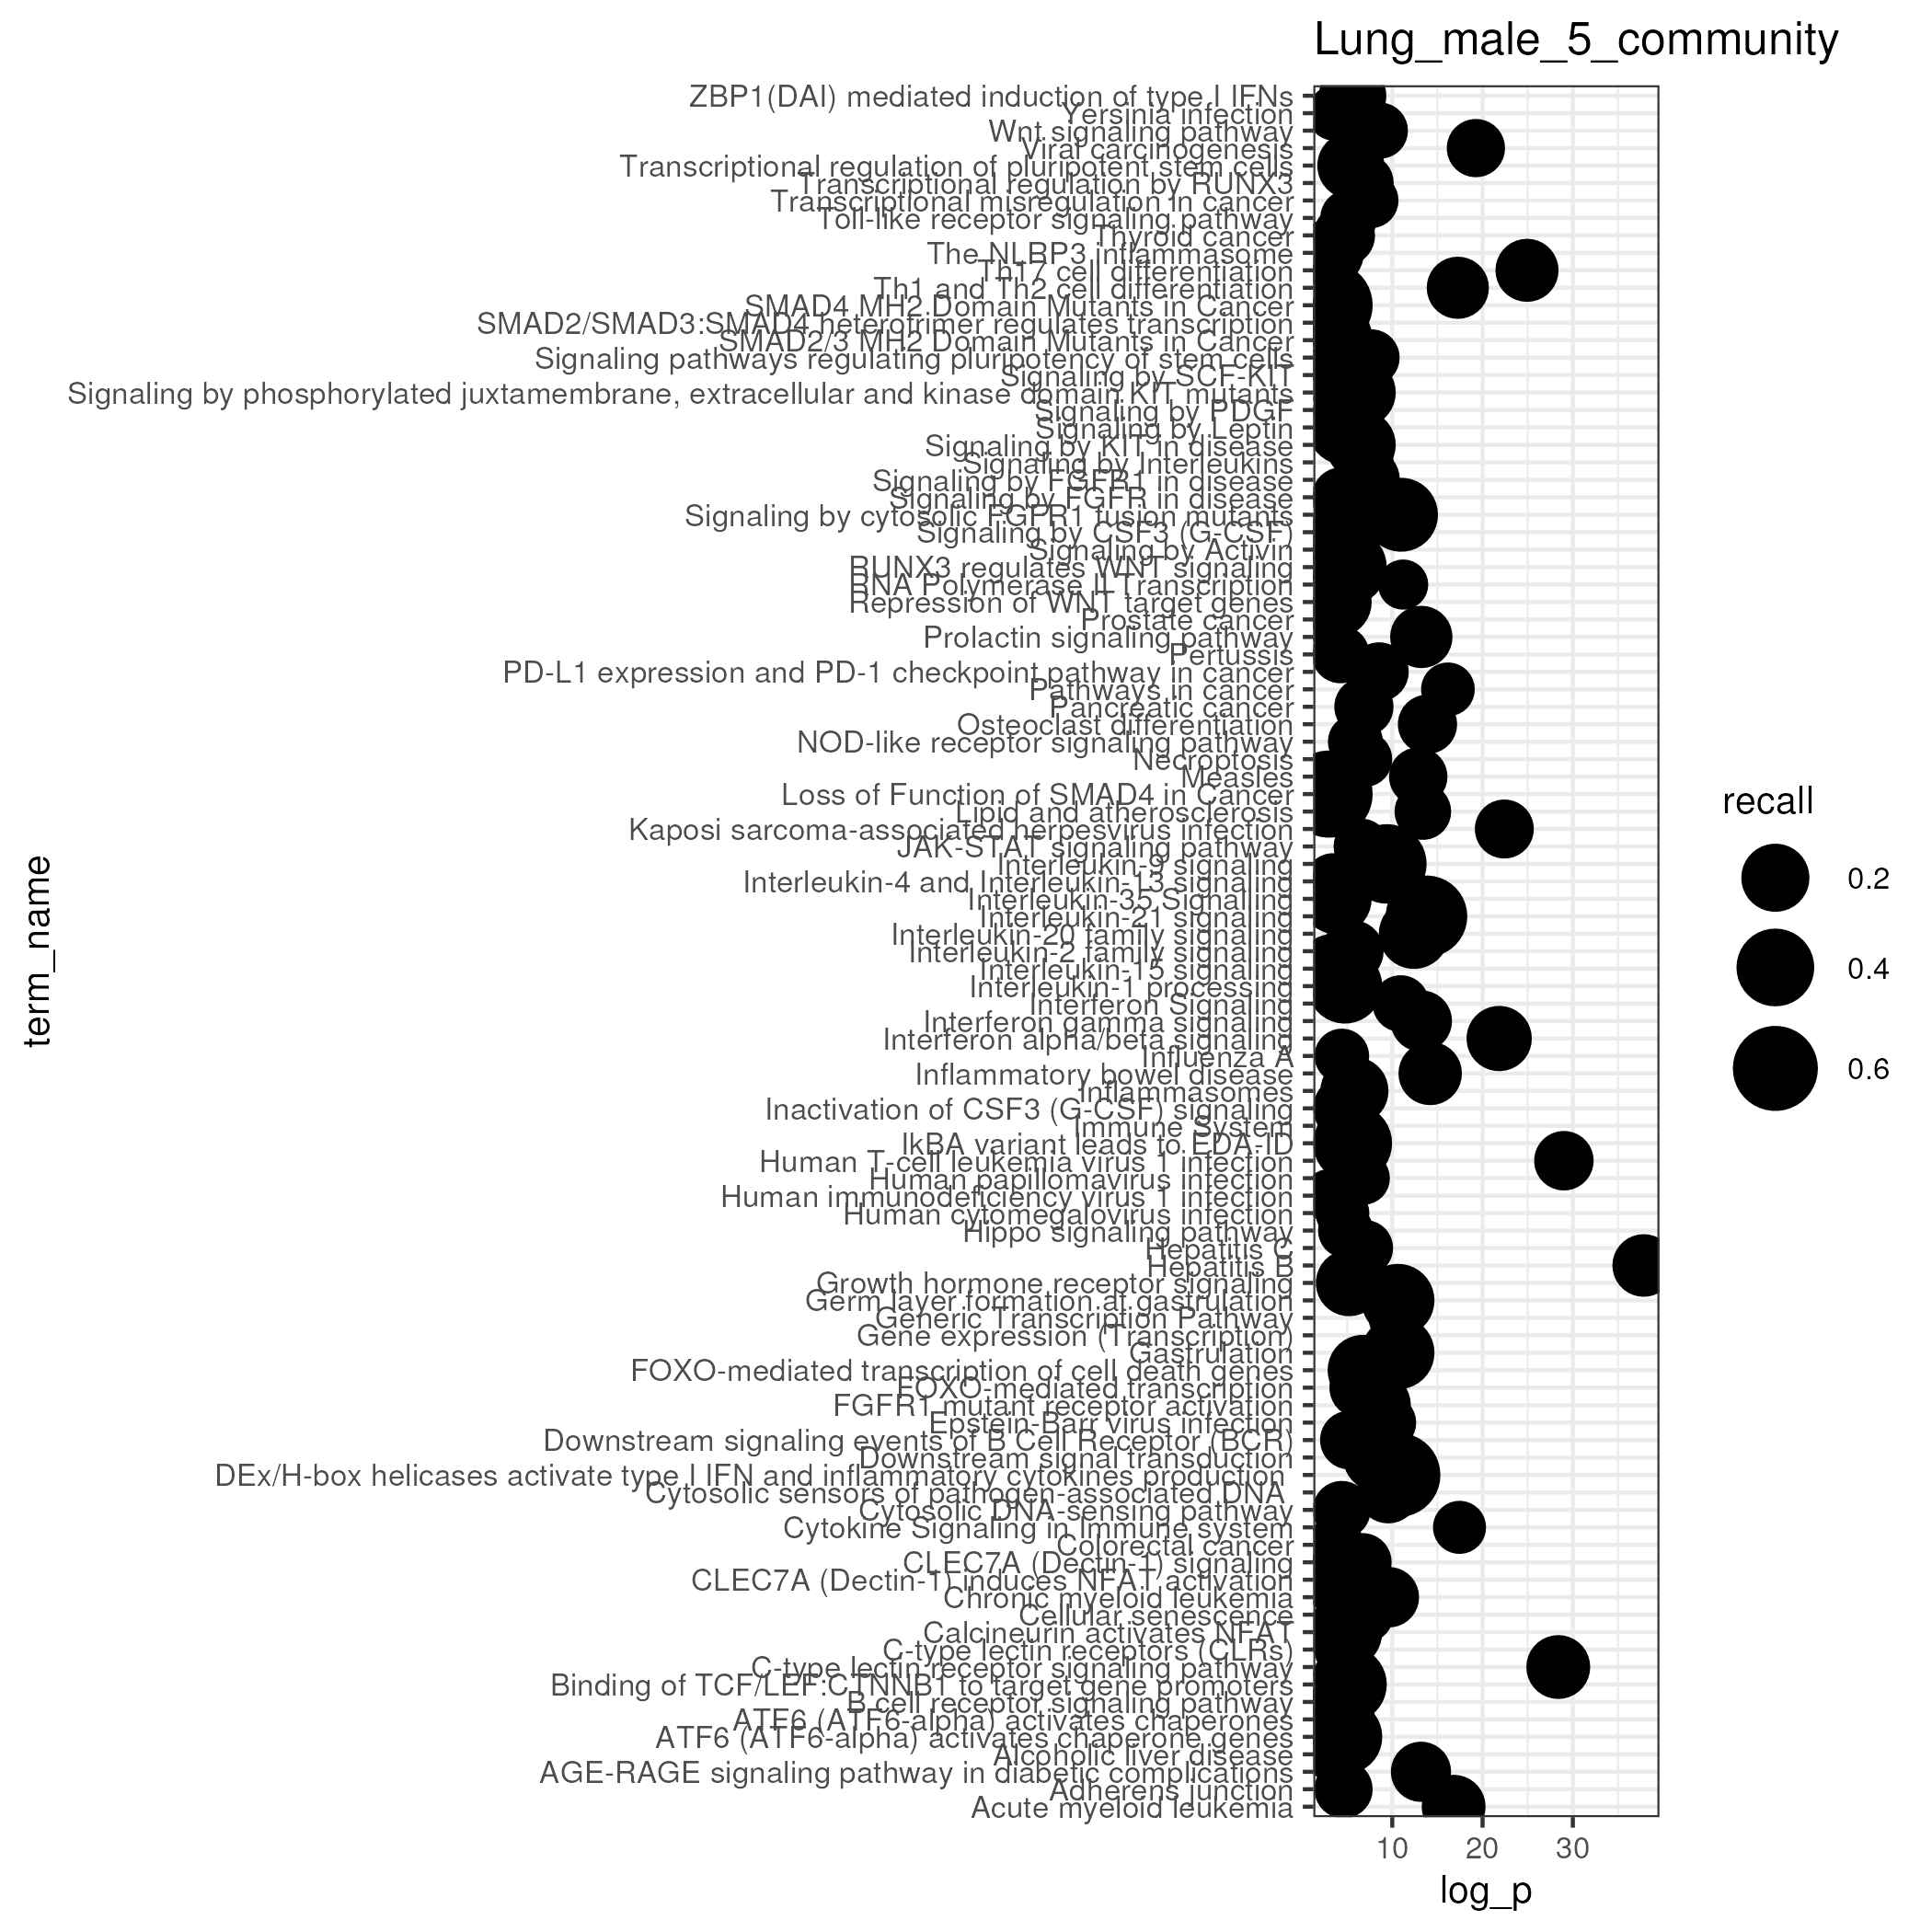 Lung_male_5_community
ZBP1(DAI) mediated induction of type I IFNs
Yersinia infection
Wnt signaling pathway
Viral carcinogenesis
Transcriptional regulation of pluripotent stem cells
Transcriptional regulation by RUNX3
Transcriptional misregulation in cancer
Toll-like receptor signaling pathway
Thyroid cancer
The NLRP3 inflammasome
Th17 cell differentiation
Th1 and Th2 cell differentiation
SMAD4 MH2 Domain Mutants in Cancer
SMAD2/SMAD3:SMAD4 heterotrimer regulates transcription
SMAD2/3 MH2 Domain Mutants in Cancer
Signaling pathways regulating pluripotency of stem cells
Signaling by SCF-KIT
Signaling by phosphorylated juxtamembrane, extracellular and kinase domain KIT mutants
Signaling by PDGF
Signaling by Leptin
Signaling by KIT in disease
Signaling by Interleukins
Signaling by FGFR1 in disease
Signaling by FGFR in disease
Signaling by cytosolic FGFR1 fusion mutants
Signaling by CSF3 (G-CSF)
Signaling by Activin
RUNX3 regulates WNT signaling
RNA Polymerase II Transcription
Repression of WNT target genes
Prostate cancer
Prolactin signaling pathway
Pertussis
PD-L1 expression and PD-1 checkpoint pathway in cancer
Pathways in cancer
Pancreatic cancer
Osteoclast differentiation
NOD-like receptor signaling pathway
Necroptosis
Measles
Loss of Function of SMAD4 in Cancer
Lipid and atherosclerosis
Kaposi sarcoma-associated herpesvirus infection
JAK-STAT signaling pathway
Interleukin-9 signaling
Interleukin-4 and Interleukin-13 signaling
Interleukin-35 Signalling
Interleukin-21 signaling
Interleukin-20 family signaling
Interleukin-2 family signaling
Interleukin-15 signaling
Interleukin-1 processing
Interferon Signaling
Interferon gamma signaling
Interferon alpha/beta signaling
Influenza A
Inflammatory bowel disease
Inflammasomes
Inactivation of CSF3 (G-CSF) signaling
Immune System
IkBA variant leads to EDA-ID
Human T-cell leukemia virus 1 infection
Human papillomavirus infection
Human immunodeficiency virus 1 infection
Human cytomegalovirus infection
Hippo signaling pathway
Hepatitis C
Hepatitis B
Growth hormone receptor signaling
Germ layer formation at gastrulation
Generic Transcription Pathway
Gene expression (Transcription)
Gastrulation
FOXO-mediated transcription of cell death genes
FOXO-mediated transcription
FGFR1 mutant receptor activation
Epstein-Barr virus infection
Downstream signaling events of B Cell Receptor (BCR)
Downstream signal transduction
DEx/H-box helicases activate type I IFN and inflammatory cytokines production
Cytosolic sensors of pathogen-associated DNA
Cytosolic DNA-sensing pathway
Cytokine Signaling in Immune system
Colorectal cancer
CLEC7A (Dectin-1) signaling
CLEC7A (Dectin-1) induces NFAT activation
Chronic myeloid leukemia
Cellular senescence
Calcineurin activates NFAT
C-type lectin receptors (CLRs)
C-type lectin receptor signaling pathway
Binding of TCF/LEF:CTNNB1 to target gene promoters
B cell receptor signaling pathway
ATF6 (ATF6-alpha) activates chaperones
ATF6 (ATF6-alpha) activates chaperone genes
Alcoholic liver disease
AGE-RAGE signaling pathway in diabetic complications
Adherens junction
Acute myeloid leukemia
term_name
10 20 30
log_p
recall
0.2
0.4
0.6